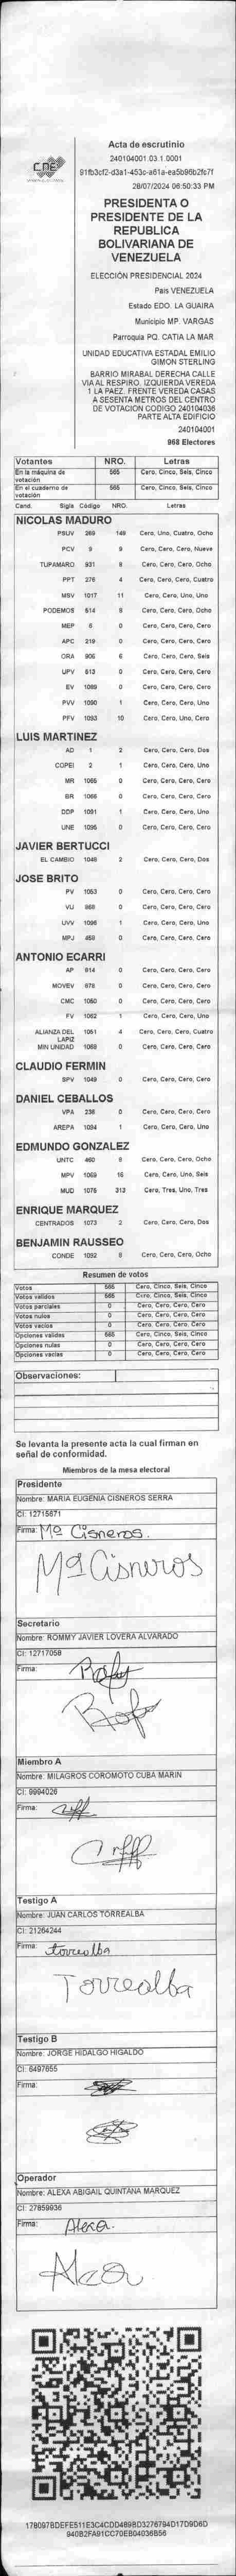 CNE
Acta de escrutinio
240104001.03.1.0001
28/07/2024 06:50:33 PM
PRESIDENTA O
PRESIDENTE DE LA
REPUBLICA
BOLIVARIANA DE
VENEZUELA
ELECCIÓN PRESIDENCIAL 2024
País VENEZUELA
Estado EDO. LA GUAIRA
Municipio MP. VARGAS
Parroquia PQ. CATIA LA MAR
UNIDAD EDUCATIVA ESTADAL EMILIO
GIMON STERLING
BARRIO MIRABAL DERECHA CALLE
VIA AL RESPIRO. IZQUIERDA VEREDA
1 LA PAEZ. FRENTE VEREDA CASAS
A SESENTA METROS DEL CENTRO
DE VOTACION CODIGO 240104036
PARTE ALTA EDIFICIO
240104001
968 Electores
Votantes NRO. Letras
En la máquina de votación 565 Cero, Cinco, Seis, Cinco
En el cuaderno de votación 565 Cero, Cinco, Seis, Cinco
Cand. Sigla Código NRO. Letras
NICOLAS MADURO
PSUV 269 148 Cero, Uno, Cuatro, Ocho
PCV 9 9 Cero, Cero, Cero, Nueve
TUPAMARO 931 8 Cero, Cero, Cero, Ocho
PPT 276 4 Cero, Cero, Cero, Cuatro
MSV 1017 11 Cero, Cero, Uno, Uno
PODEMOS 514 8 Cero, Cero, Cero, Ocho
MEP 6 0 Cero, Cero, Cero, Cero
APC 219 0 Cero, Cero, Cero, Cero
ORA 906 6 Cero, Cero, Cero, Seis
UPV 613 0 Cero, Cero, Cero, Cero
EV 1089 0 Cero, Cero, Cero, Cero
PVV 1090 1 Cero, Cero, Cero, Uno
PFV 1093 10 Cero, Cero, Uno, Cero
LUIS MARTINEZ
AD 1 2 Cero, Cero, Cero, Dos
COPEI 2 1 Cero, Cero, Cero, Uno
MR 1065 0 Cero, Cero, Cero, Cero
BR 1066 0 Cero, Cero, Cero, Cero
DDP 1091 1 Cero, Cero, Cero, Uno
UNE 1095 0 Cero, Cero, Cero, Cero
JAVIER BERTUCCI
EL CAMBIO 1048 2 Cero, Cero, Cero, Dos
JOSE BRITO
PV 1053 0 Cero, Cero, Cero, Cero
VU 868 0 Cero, Cero, Cero, Cero
UVV 1096 1 Cero, Cero, Cero, Uno
MPJ 458 0 Cero, Cero, Cero, Cero
ANTONIO ECARRI
AP 914 0 Cero, Cero, Cero, Cero
MOVEV 978 0 Cero, Cero, Cero, Cero
CMC 1050 0 Cero, Cero, Cero, Cero
FV 1052 1 Cero, Cero, Cero, Uno
ALIANZA DEL LAPIZ 1051 4 Cero, Cero, Cero, Cuatro
MIN UNIDAD 1068 0 Cero, Cero, Cero, Cero
CLAUDIO FERMIN
SPV 1049 0 Cero, Cero, Cero, Cero
DANIEL CEBALLOS
VPA 236 0 Cero, Cero, Cero, Cero
AREPA 1094 1 Cero, Cero, Cero, Uno
EDMUNDO GONZALEZ
UNTC 460 8 Cero, Cero, Cero, Ocho
MPV 1069 16 Cero, Cero, Uno, Seis
MUD 1075 313 Cero, Tres, Uno, Tres
ENRIQUE MARQUEZ
CENTRADOS 1073 2 Cero, Cero, Cero, Dos
BENJAMIN RAUSSEO
CONDE 1092 8 Cero, Cero, Cero, Ocho
Resumen de votos
Votos 565 Cero, Cinco, Seis, Cinco
Votos validos 565 Cero, Cinco, Seis, Cinco
Votos parciales 0 Cero, Cero, Cero, Cero
Votos nulos 0 Cero, Cero, Cero, Cero
Votos vacíos 0 Cero, Cero, Cero, Cero
Opciones validas 565 Cero, Cinco, Seis, Cinco
Opciones nulas 0 Cero, Cero, Cero, Cero
Opciones vacías 0 Cero, Cero, Cero, Cero
Observaciones:
Se levanta la presente acta la cual firman en
señal de conformidad.
Miembros de la mesa electoral
Presidente
Nombre: MARIA EUGENIA CISNEROS SERRA
CI: 12715671
Firma: Mª Cisneros.
Mª Cisneros
Secretario
Nombre: ROMMY JAVIER LOVERA ALVARADO
CI: 12717058
Firma:
Miembro A
Nombre: MILAGROS COROMOTO CUBA MARIN
CI: 9994026
Firma:
Testigo A
Nombre: JUAN CARLOS TORREALBA
CI: 21264244
Firma: torrealba
Torrealba
Testigo B
Nombre: JORGE HIDALGO HIGALDO
CI: 6497655
Firma:
Operador
Nombre: ALEXA ABIGAIL QUINTANA MARQUEZ
CI: 27859936
Firma: Alexa.